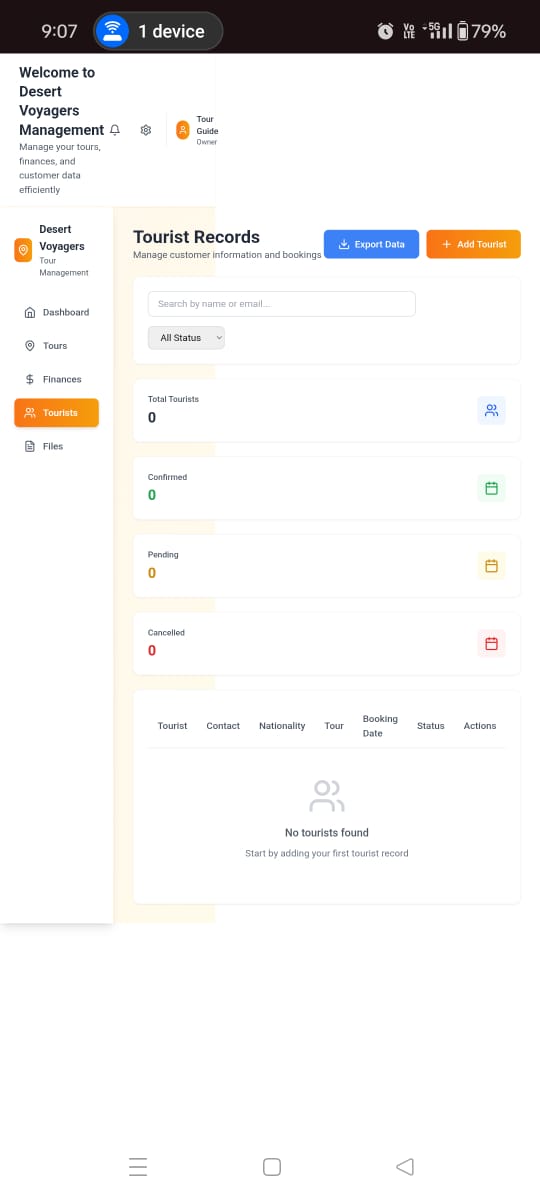 9:07
1 device
Vo
LTE
5G
79%
Welcome to
Desert
Voyagers
Management
Manage your tours,
finances, and
customer data
efficiently
Tour
Guide
Owner
Desert
Voyagers
Tour
Management
Dashboard
Tours
Finances
Tourists
Files
Tourist Records
Manage customer information and bookings
Export Data
Add Tourist
Search by name or email...
All Status
Total Tourists
0
Confirmed
0
Pending
0
Cancelled
0
Tourist Contact Nationality Tour Booking Date Status Actions
No tourists found
Start by adding your first tourist record